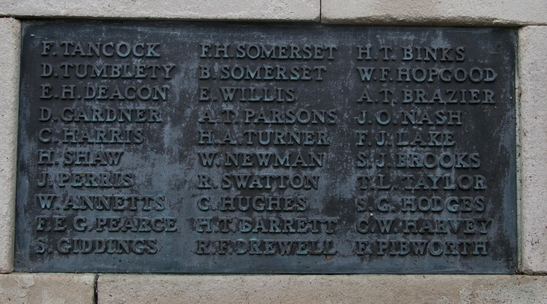 F. TANCOCK
D. TUMBLETY
E. H. DEACON
D. GARDNER
C. HARRIS
H. SHAW
J. PERRIS
W. ANNETTS
F. E. G. PEARCE
S. GIDDINGS
F.H. SOMERSET
B. SOMERSET
E. WILLIS
A. T. PARSONS
H. A. TURNER
W. NEWMAN
R. SWATTON
C. HUGHES
H. T. BARRETT
R. F. DREWELL
H. T. BINKS
W. F. HOPGOOD
A. T. BRAZIER
J. O. NASH
F. J. LAKE
S. J. BROOKS
T. L. TAYLOR
S. G. HODGES
C. W. HARVEY
F. PIBWORTH